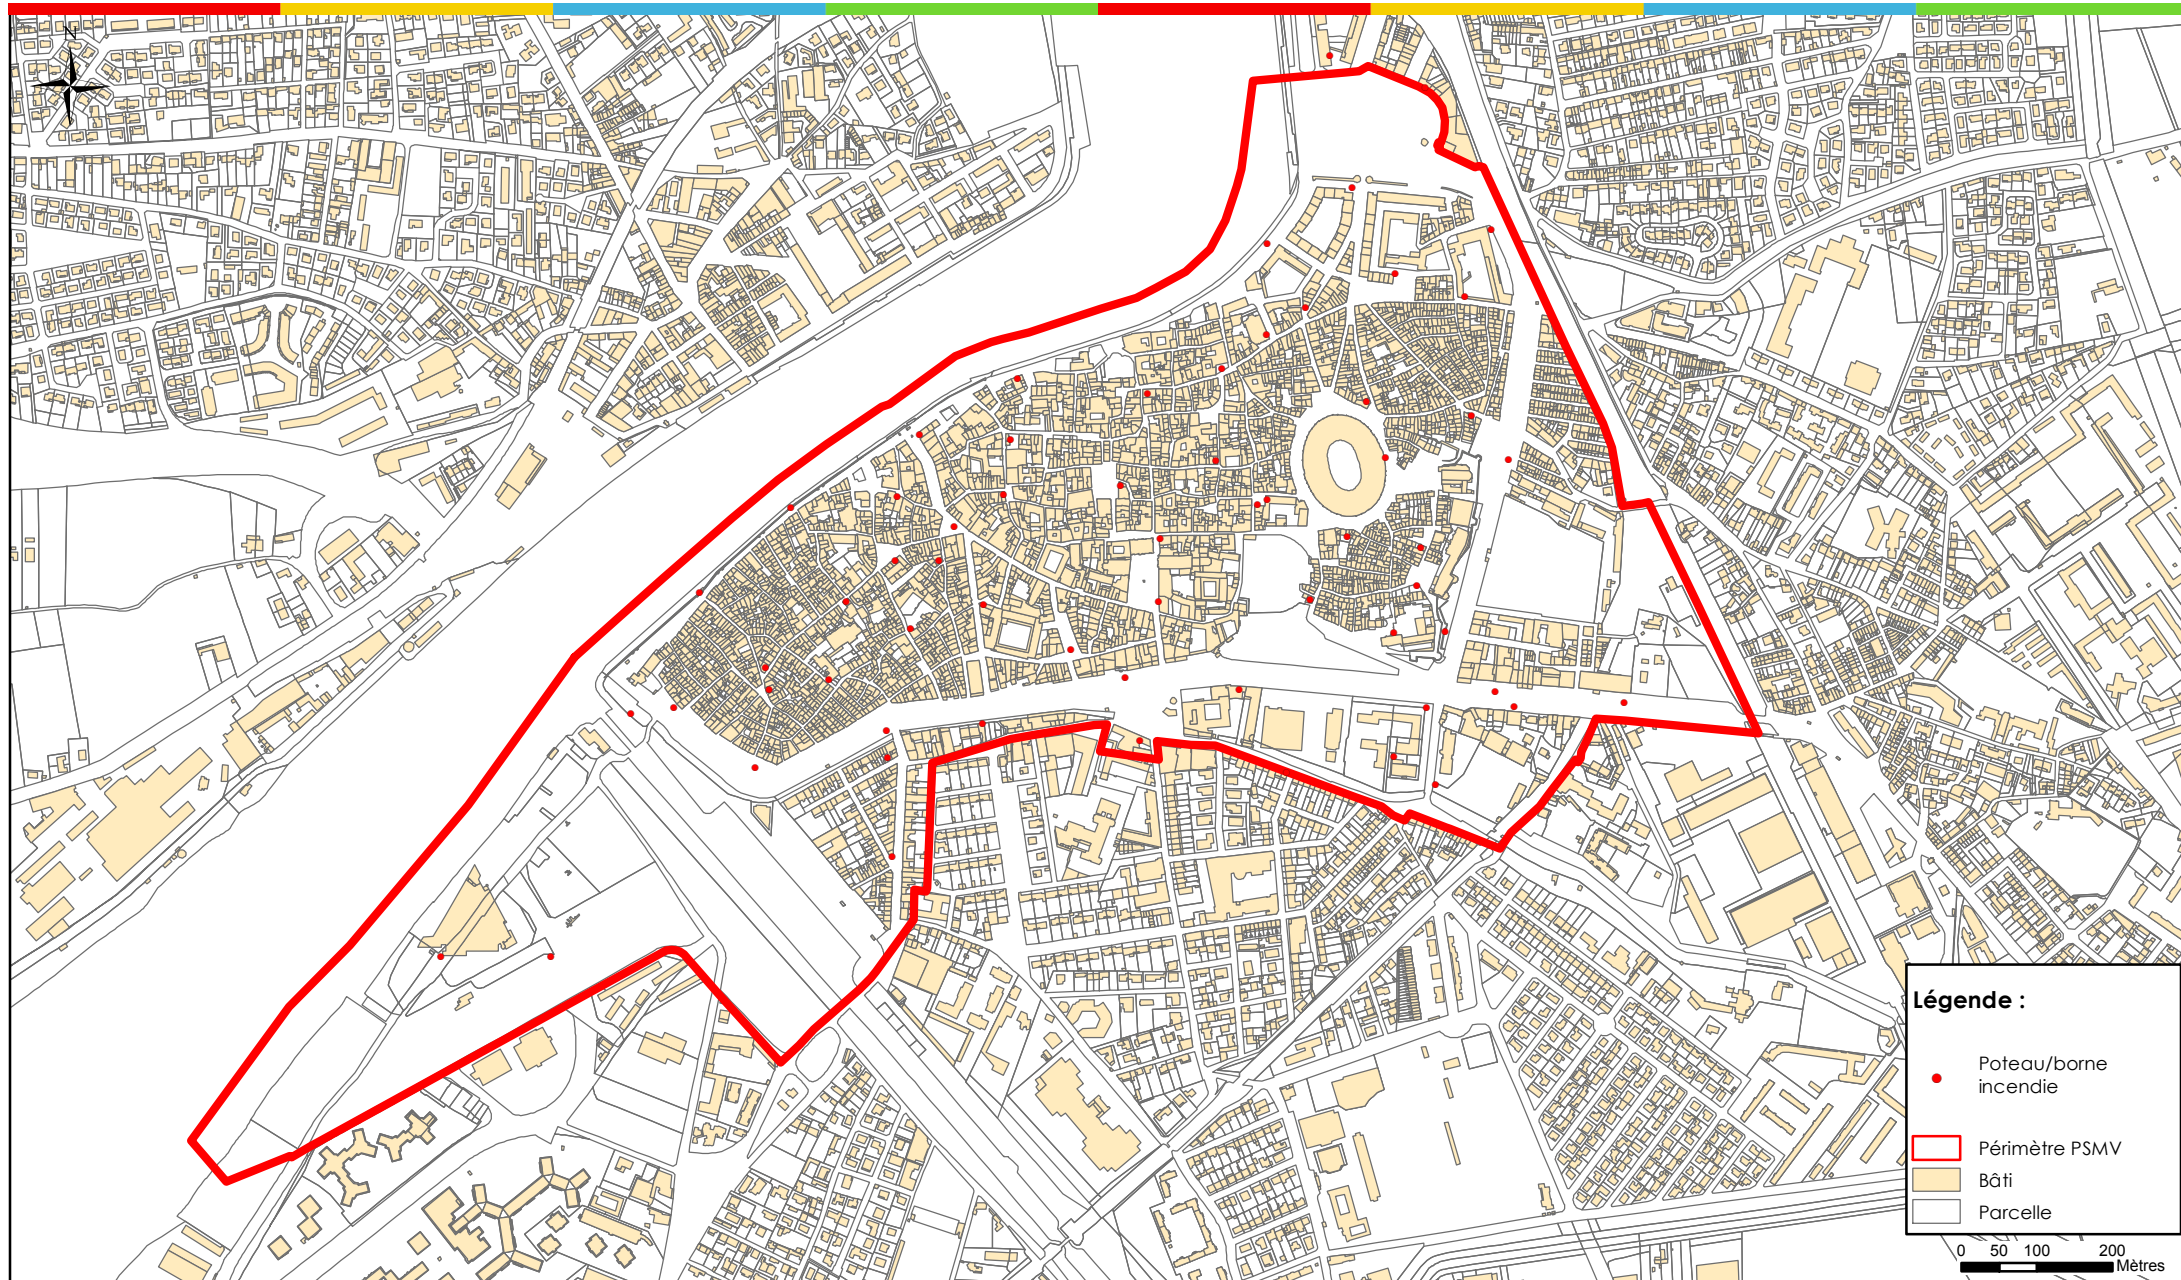 N
Légende :
Poteau/borne
incendie
Périmètre PSMV
Bâti
Parcelle
0 50 100 200
Mètres